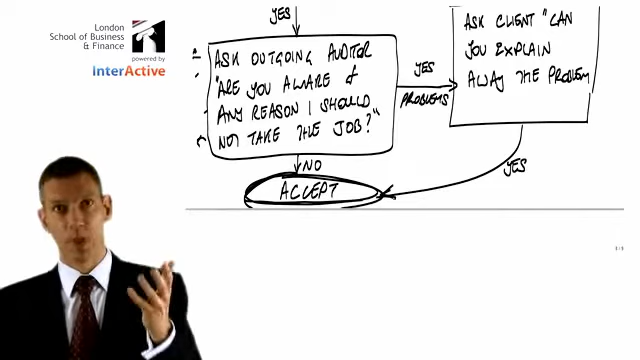 London
School of Business
& Finance
powered by
InterActive
YES
ASK OUTGOING AUDITOR
"ARE YOU AWARE OF
ANY REASON I SHOULD
NOT TAKE THE JOB?"
YES
PROBLEMS
ASK CLIENT "CAN
YOU EXPLAIN
AWAY THE PROBLEM
NO
YES
ACCEPT